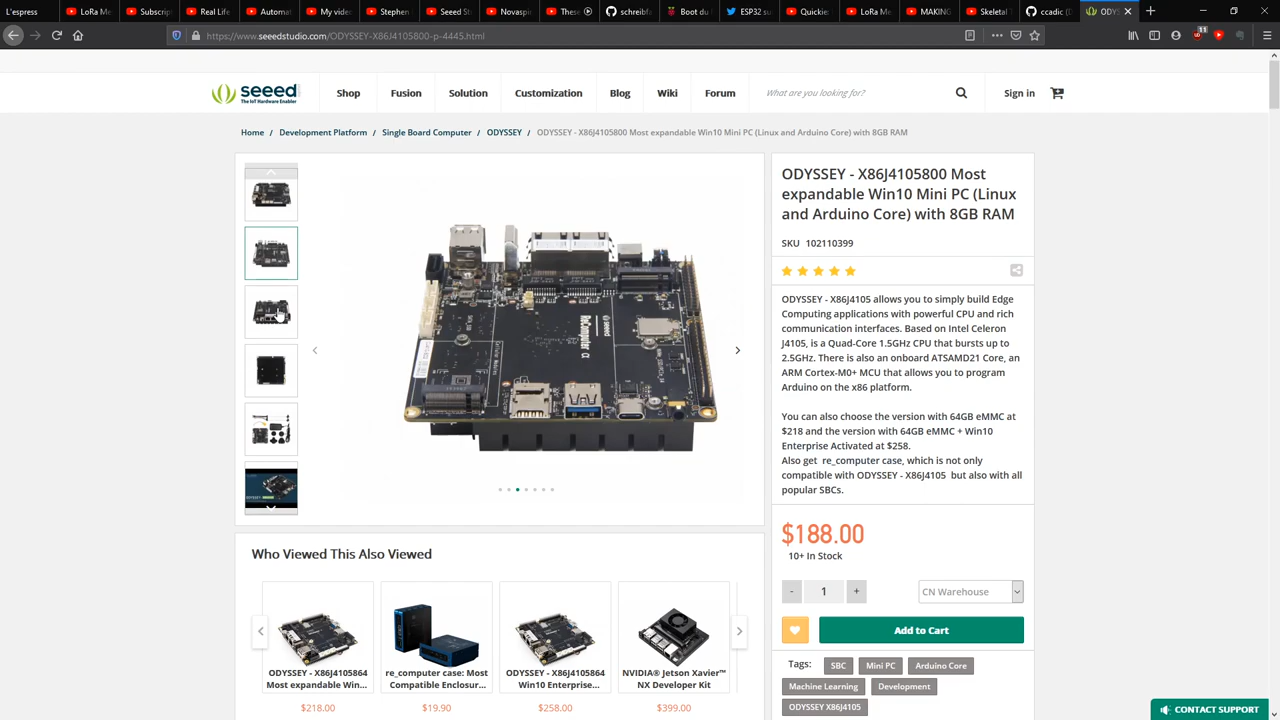 L'espress
LoRa Me
Subscript
Real Life
Automat
My video
Stephen
Seeed St
Novaspi
These
schreibfa
Boot du
ESP32 su
Quickie:
LoRa Me
MAKING
Skeletal
ccadic (D
ODYS
https://www.seeedstudio.com/ODYSSEY-X86J4105800-p-4445.html
seeed
The IoT Hardware Enabler
Shop
Fusion
Solution
Customization
Blog
Wiki
Forum
What are you looking for?
Sign in
Home / Development Platform / Single Board Computer / ODYSSEY / ODYSSEY - X86J4105800 Most expandable Win10 Mini PC (Linux and Arduino Core) with 8GB RAM
ODYSSEY - X86J4105800 Most
expandable Win10 Mini PC (Linux
and Arduino Core) with 8GB RAM
SKU 102110399
ODYSSEY - X86J4105 allows you to simply build Edge
Computing applications with powerful CPU and rich
communication interfaces. Based on Intel Celeron
J4105, is a Quad-Core 1.5GHz CPU that bursts up to
2.5GHz. There is also an onboard ATSAMD21 Core, an
ARM Cortex-M0+ MCU that allows you to program
Arduino on the x86 platform.
You can also choose the version with 64GB eMMC at
$218 and the version with 64GB eMMC + Win10
Enterprise Activated at $258.
Also get re_computer case, which is not only
compatible with ODYSSEY - X86J4105 but also with all
popular SBCs.
$188.00
10+ In Stock
- 1 +
CN Warehouse
Add to Cart
Tags:
SBC
Mini PC
Arduino Core
Machine Learning
Development
ODYSSEY X86J4105
Who Viewed This Also Viewed
ODYSSEY - X86J4105864
Most expandable Win...
$218.00
re_computer case: Most
Compatible Enclosur...
$19.90
ODYSSEY - X86J4105864
Win10 Enterprise...
$258.00
NVIDIA® Jetson Xavier™
NX Developer Kit
$399.00
CONTACT SUPPORT